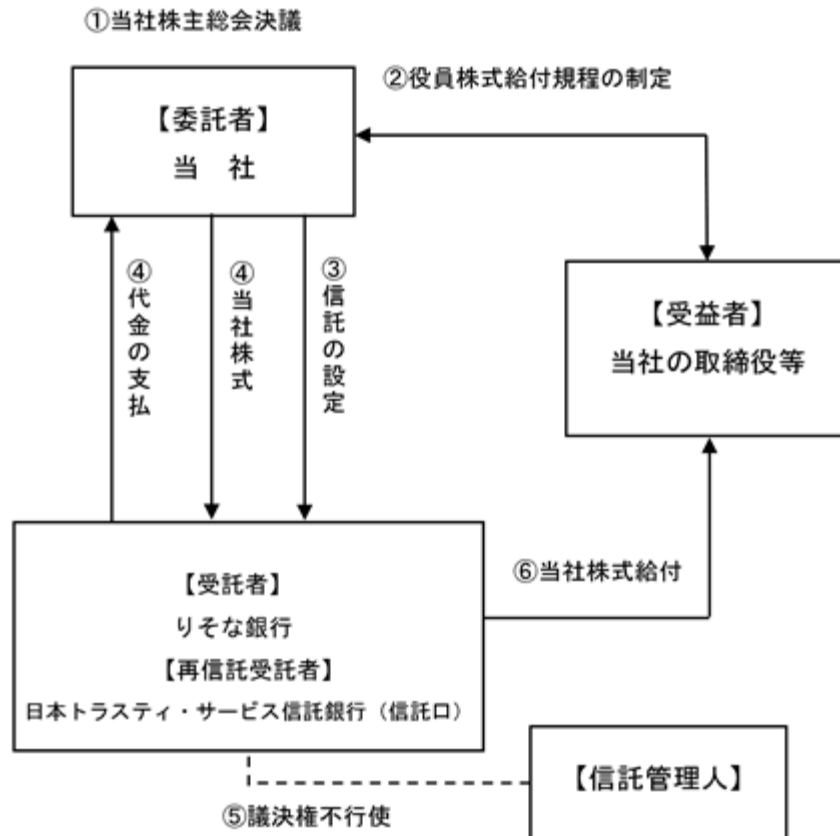 ①当社株主総会決議
②役員株式給付規程の制定
【委託者】
当 社
④代金の支払
④当社株式
③信託の設定
【受益者】
当社の取締役等
【受託者】
りそな銀行
【再信託受託者】
日本トラスティ・サービス信託銀行（信託口）
⑥当社株式給付
【信託管理人】
⑤議決権不行使